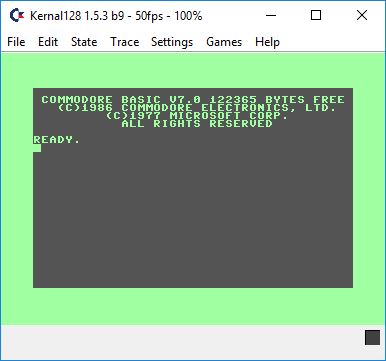 Kernal128 1.5.3 b9 - 50fps - 100%
File Edit State Trace Settings Games Help
COMMODORE BASIC V7.0 122365 BYTES FREE
(C)1986 COMMODORE ELECTRONICS, LTD.
(C)1977 MICROSOFT CORP.
ALL RIGHTS RESERVED
READY.